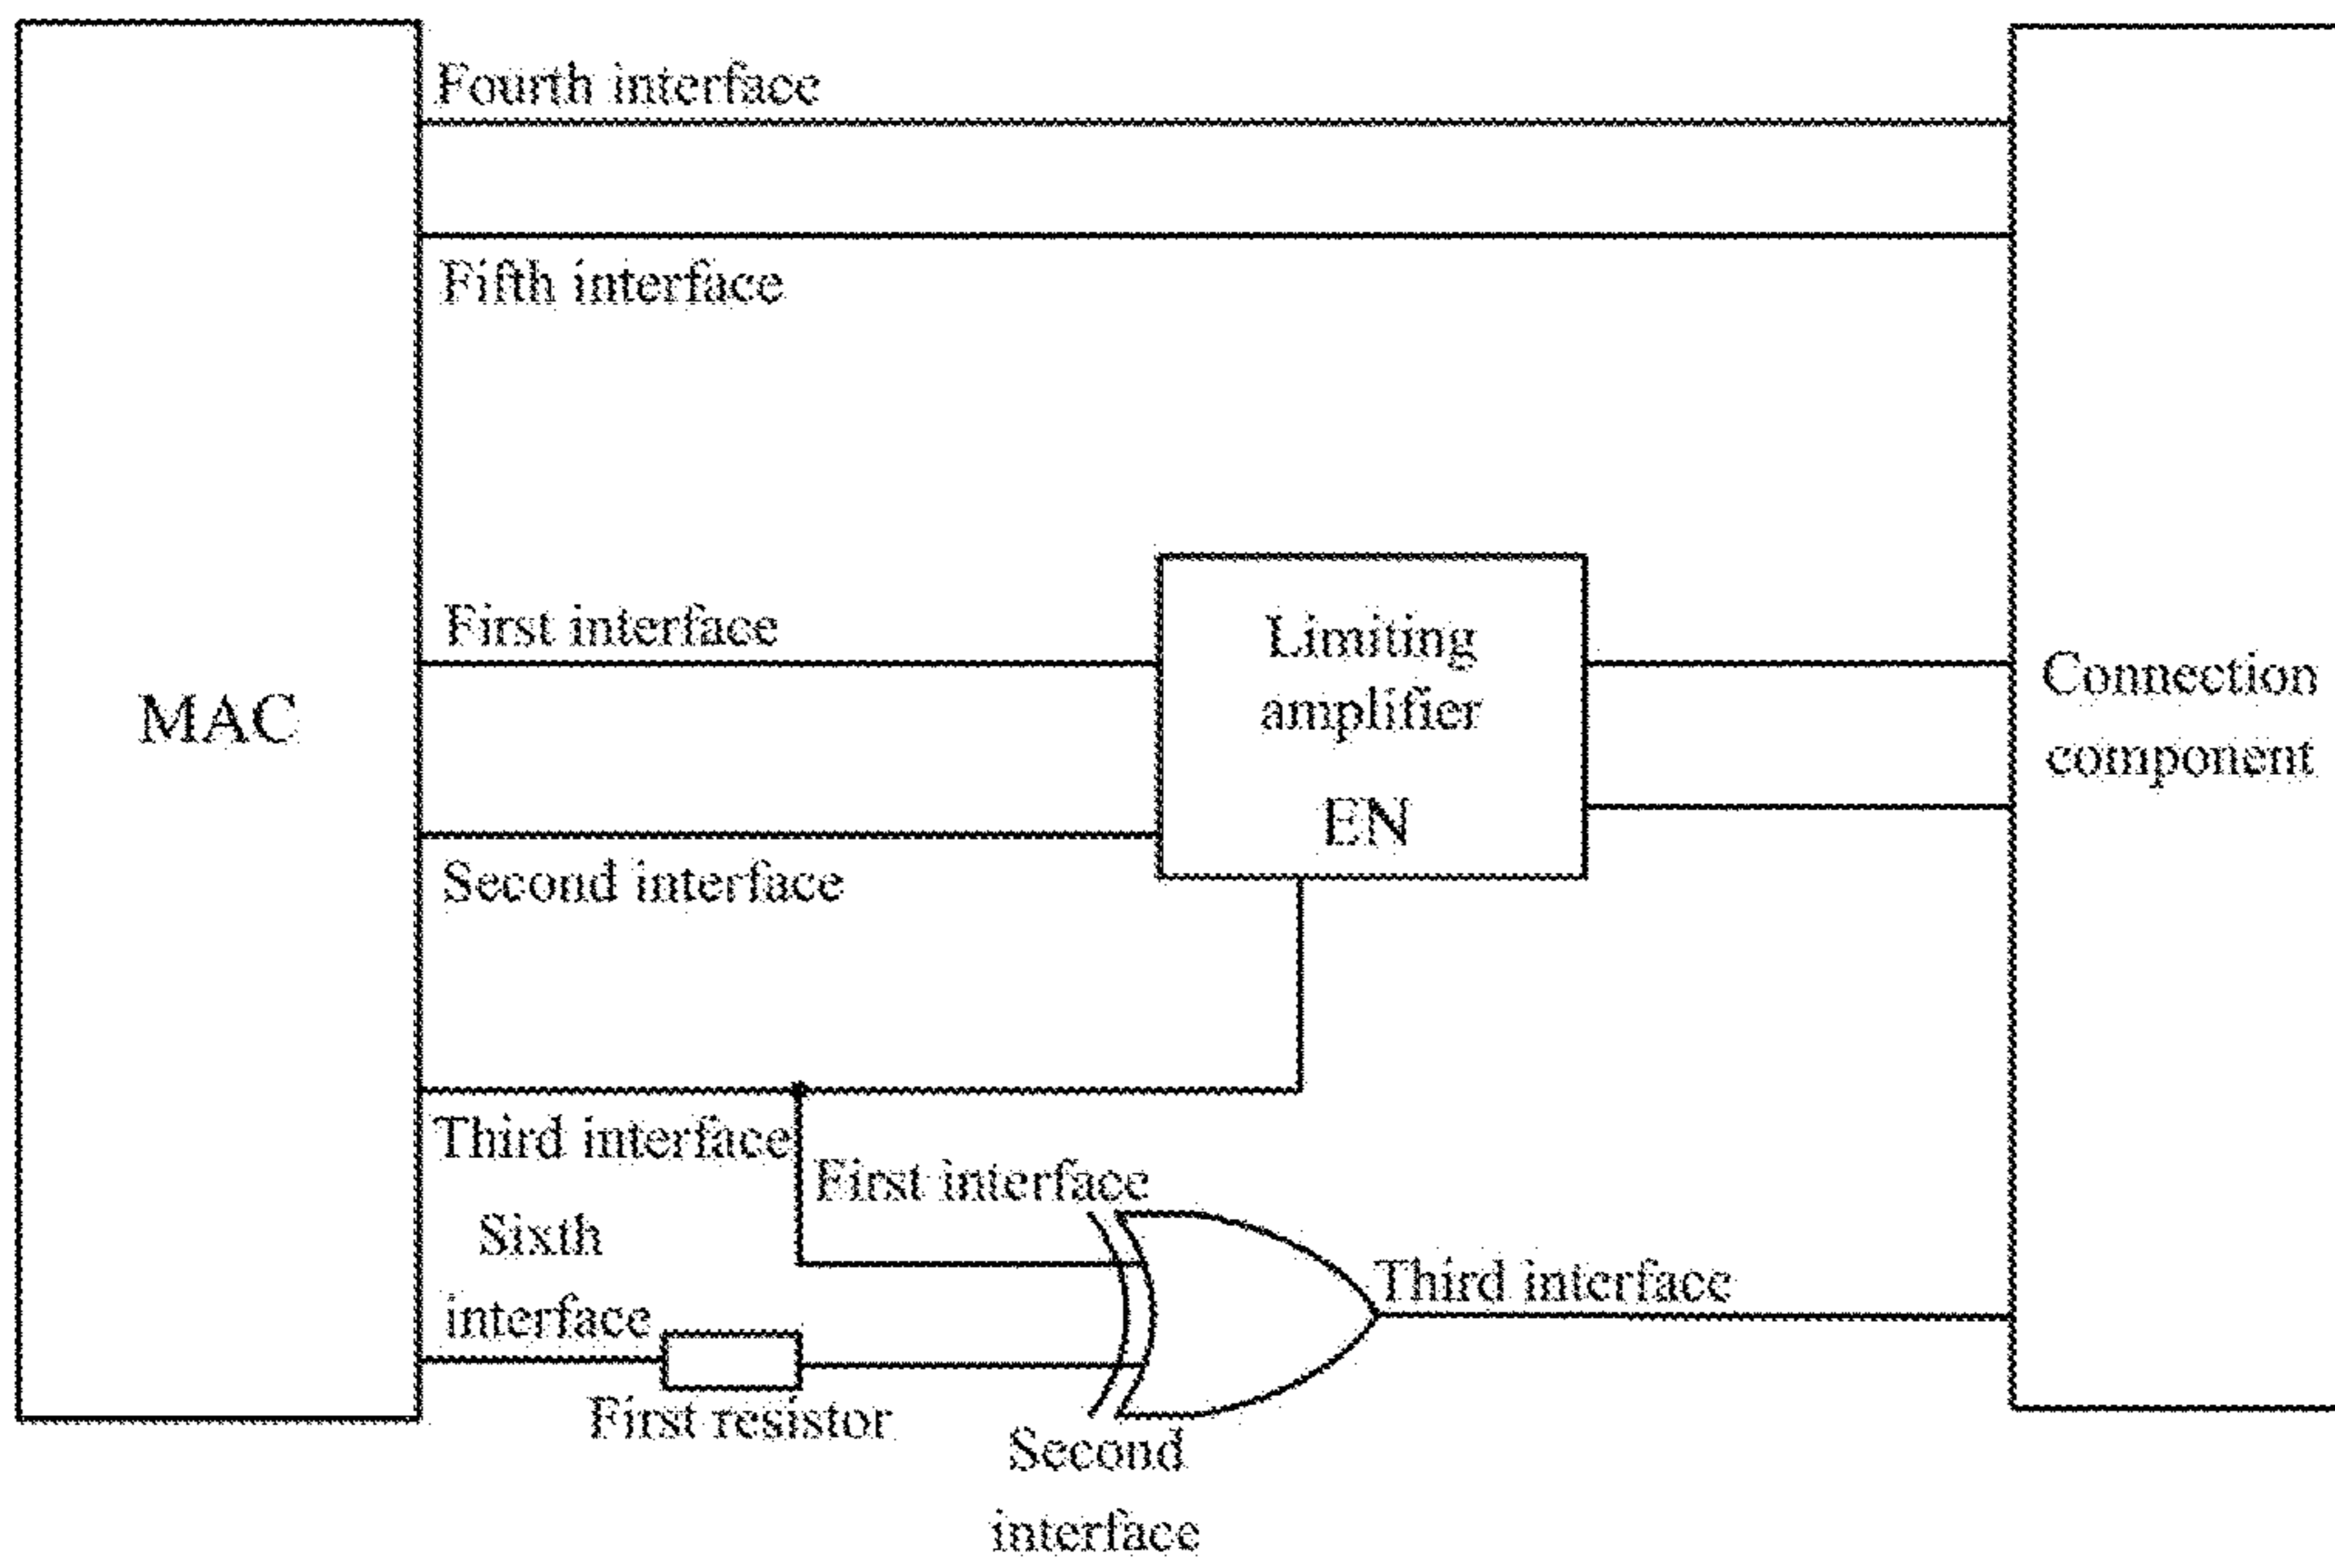 Fourth interface
Fifth interface
First interface
Limiting
amplifier
EN
MAC
Connection
component
Second interface
Third interface
First interface
Sixth
interface
Third interface
First resistor
Second
interface